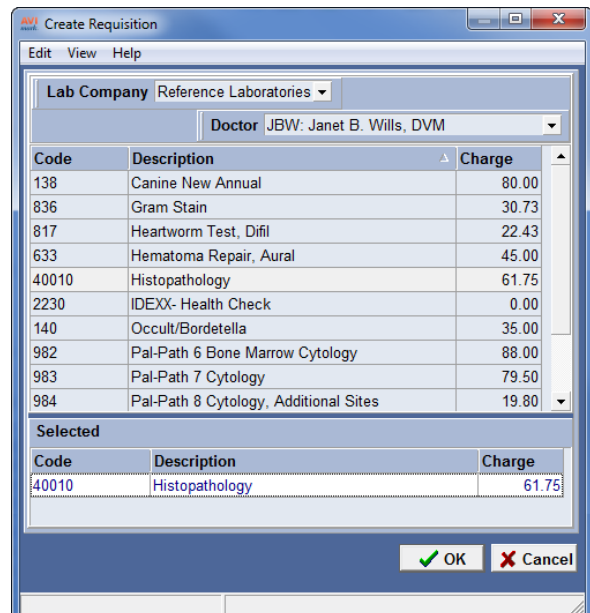 AVI mark Create Requisition
Edit View Help
Lab Company Reference Laboratories
Doctor JBW: Janet B. Wills, DVM
Code Description Charge
138 Canine New Annual 80.00
836 Gram Stain 30.73
817 Heartworm Test, Difil 22.43
633 Hematoma Repair, Aural 45.00
40010 Histopathology 61.75
2230 IDEXX- Health Check 0.00
140 Occult/Bordetella 35.00
982 Pal-Path 6 Bone Marrow Cytology 88.00
983 Pal-Path 7 Cytology 79.50
984 Pal-Path 8 Cytology, Additional Sites 19.80
Selected
Code Description Charge
40010 Histopathology 61.75
OK Cancel